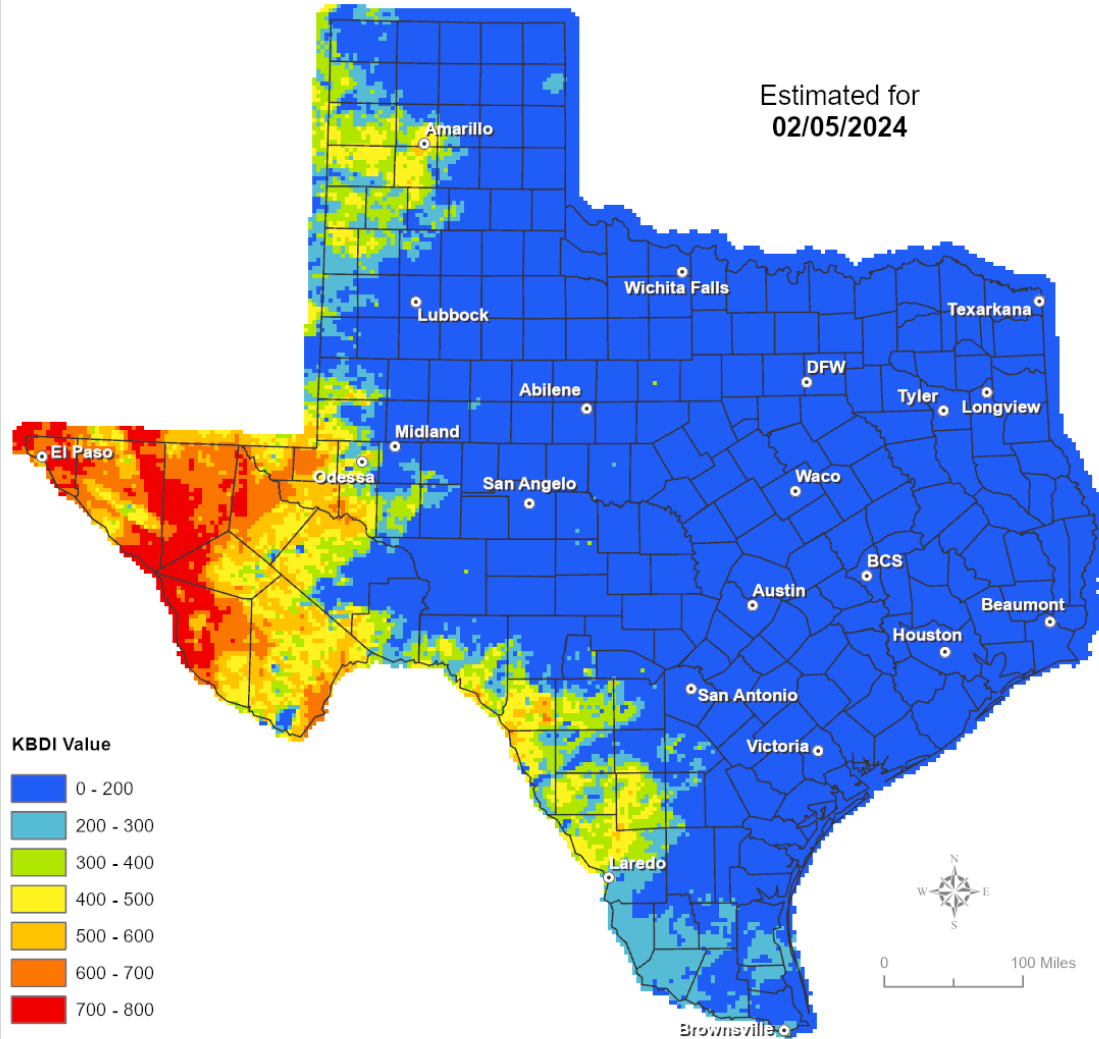 Estimated for
02/05/2024
Amarillo
Wichita Falls
Lubbock
Texarkana
DFW
Abilene
Tyler
Longview
Midland
El Paso
Odessa
San Angelo
Waco
BCS
Austin
Beaumont
Houston
San Antonio
Victoria
KBDI Value
0 - 200
200 - 300
300 - 400
400 - 500
500 - 600
600 - 700
700 - 800
Laredo
N
W E
S
0 100 Miles
Brownsville